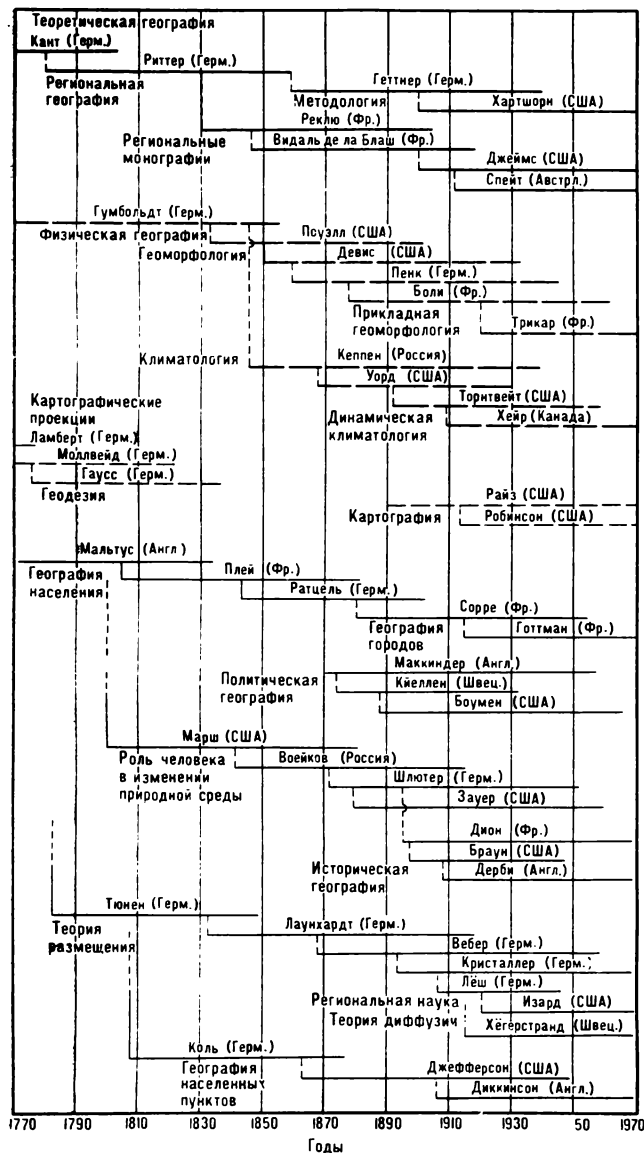 Теоретическая география
Кант (Герм.)
Риттер (Герм.)
Региональная
география
Геттнер (Герм.)
Методология
Хартшорн (США)
Реклю (Фр.)
Региональные
монографии
Видаль де ла Блаш (Фр.)
Джеймс (США)
Спейт (Австрл.)
Гумбольдт (Герм.)
Физическая география
Псуэлл (США)
Геоморфология
Девис (США)
Пенк (Герм.)
Боли (Фр.)
Прикладная
геоморфология
Трикар (Фр.)
Климатология
Кеппен (Россия)
Уорд (США)
Торнтвейт (США)
Динамическая
климатология
Хейр (Канада)
Картографические
проекции
Ламберт (Герм.)
Моллвейд (Герм.)
Гаусс (Герм.)
Геодезия
Райз (США)
Картография
Робинсон (США)
Мальтус (Англ.)
География
населения
Плей (Фр.)
Ратцель (Герм.)
Сорре (Фр.)
География
городов
Готтман (Фр.)
Маккиндер (Англ.)
Политическая
география
Кйеллен (Швец.)
Боумен (США)
Марш (США)
Роль человека
в изменении
природной среды
Воейков (Россия)
Шлютер (Герм.)
Зауер (США)
Дион (Фр.)
Браун (США)
Историческая
география
Дерби (Англ.)
Тюнен (Герм.)
Теория
размещения
Лаунхардт (Герм.)
Вебер (Герм.)
Кристаллер (Герм.)
Лёш (Герм.)
Региональная наука
Изард (США)
Теория диффузич
Хёгерстранд (Швец.)
Коль (Герм.)
География
населенных
пунктов
Джефферсон (США)
Диккинсон (Англ.)
1770 1790 1810 1830 1850 1870 1890 1910 1930 50 1970
Годы